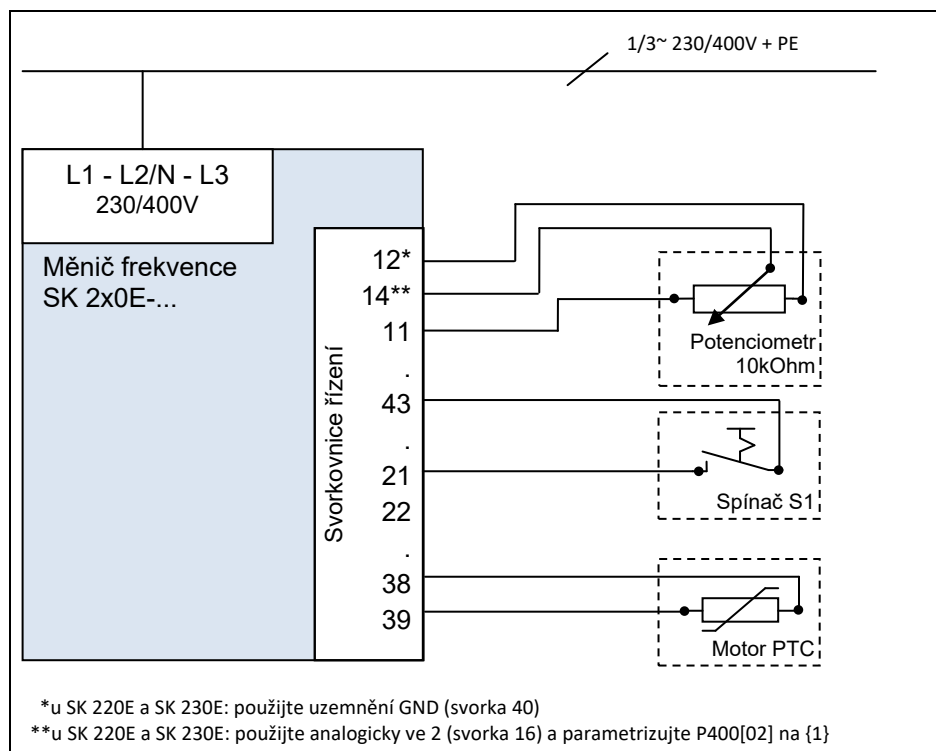 1/3~ 230/400V + PE
L1 - L2/N - L3
230/400V
Měnič frekvence
SK 2x0E-...
Svorkovnice řízení
12*
14**
11
.
43
.
21
22
.
38
39
Potenciometr
10kOhm
Spínač S1
Motor PTC
*u SK 220E a SK 230E: použijte uzemnění GND (svorka 40)
**u SK 220E a SK 230E: použijte analogicky ve 2 (svorka 16) a parametrizujte P400[02] na {1}